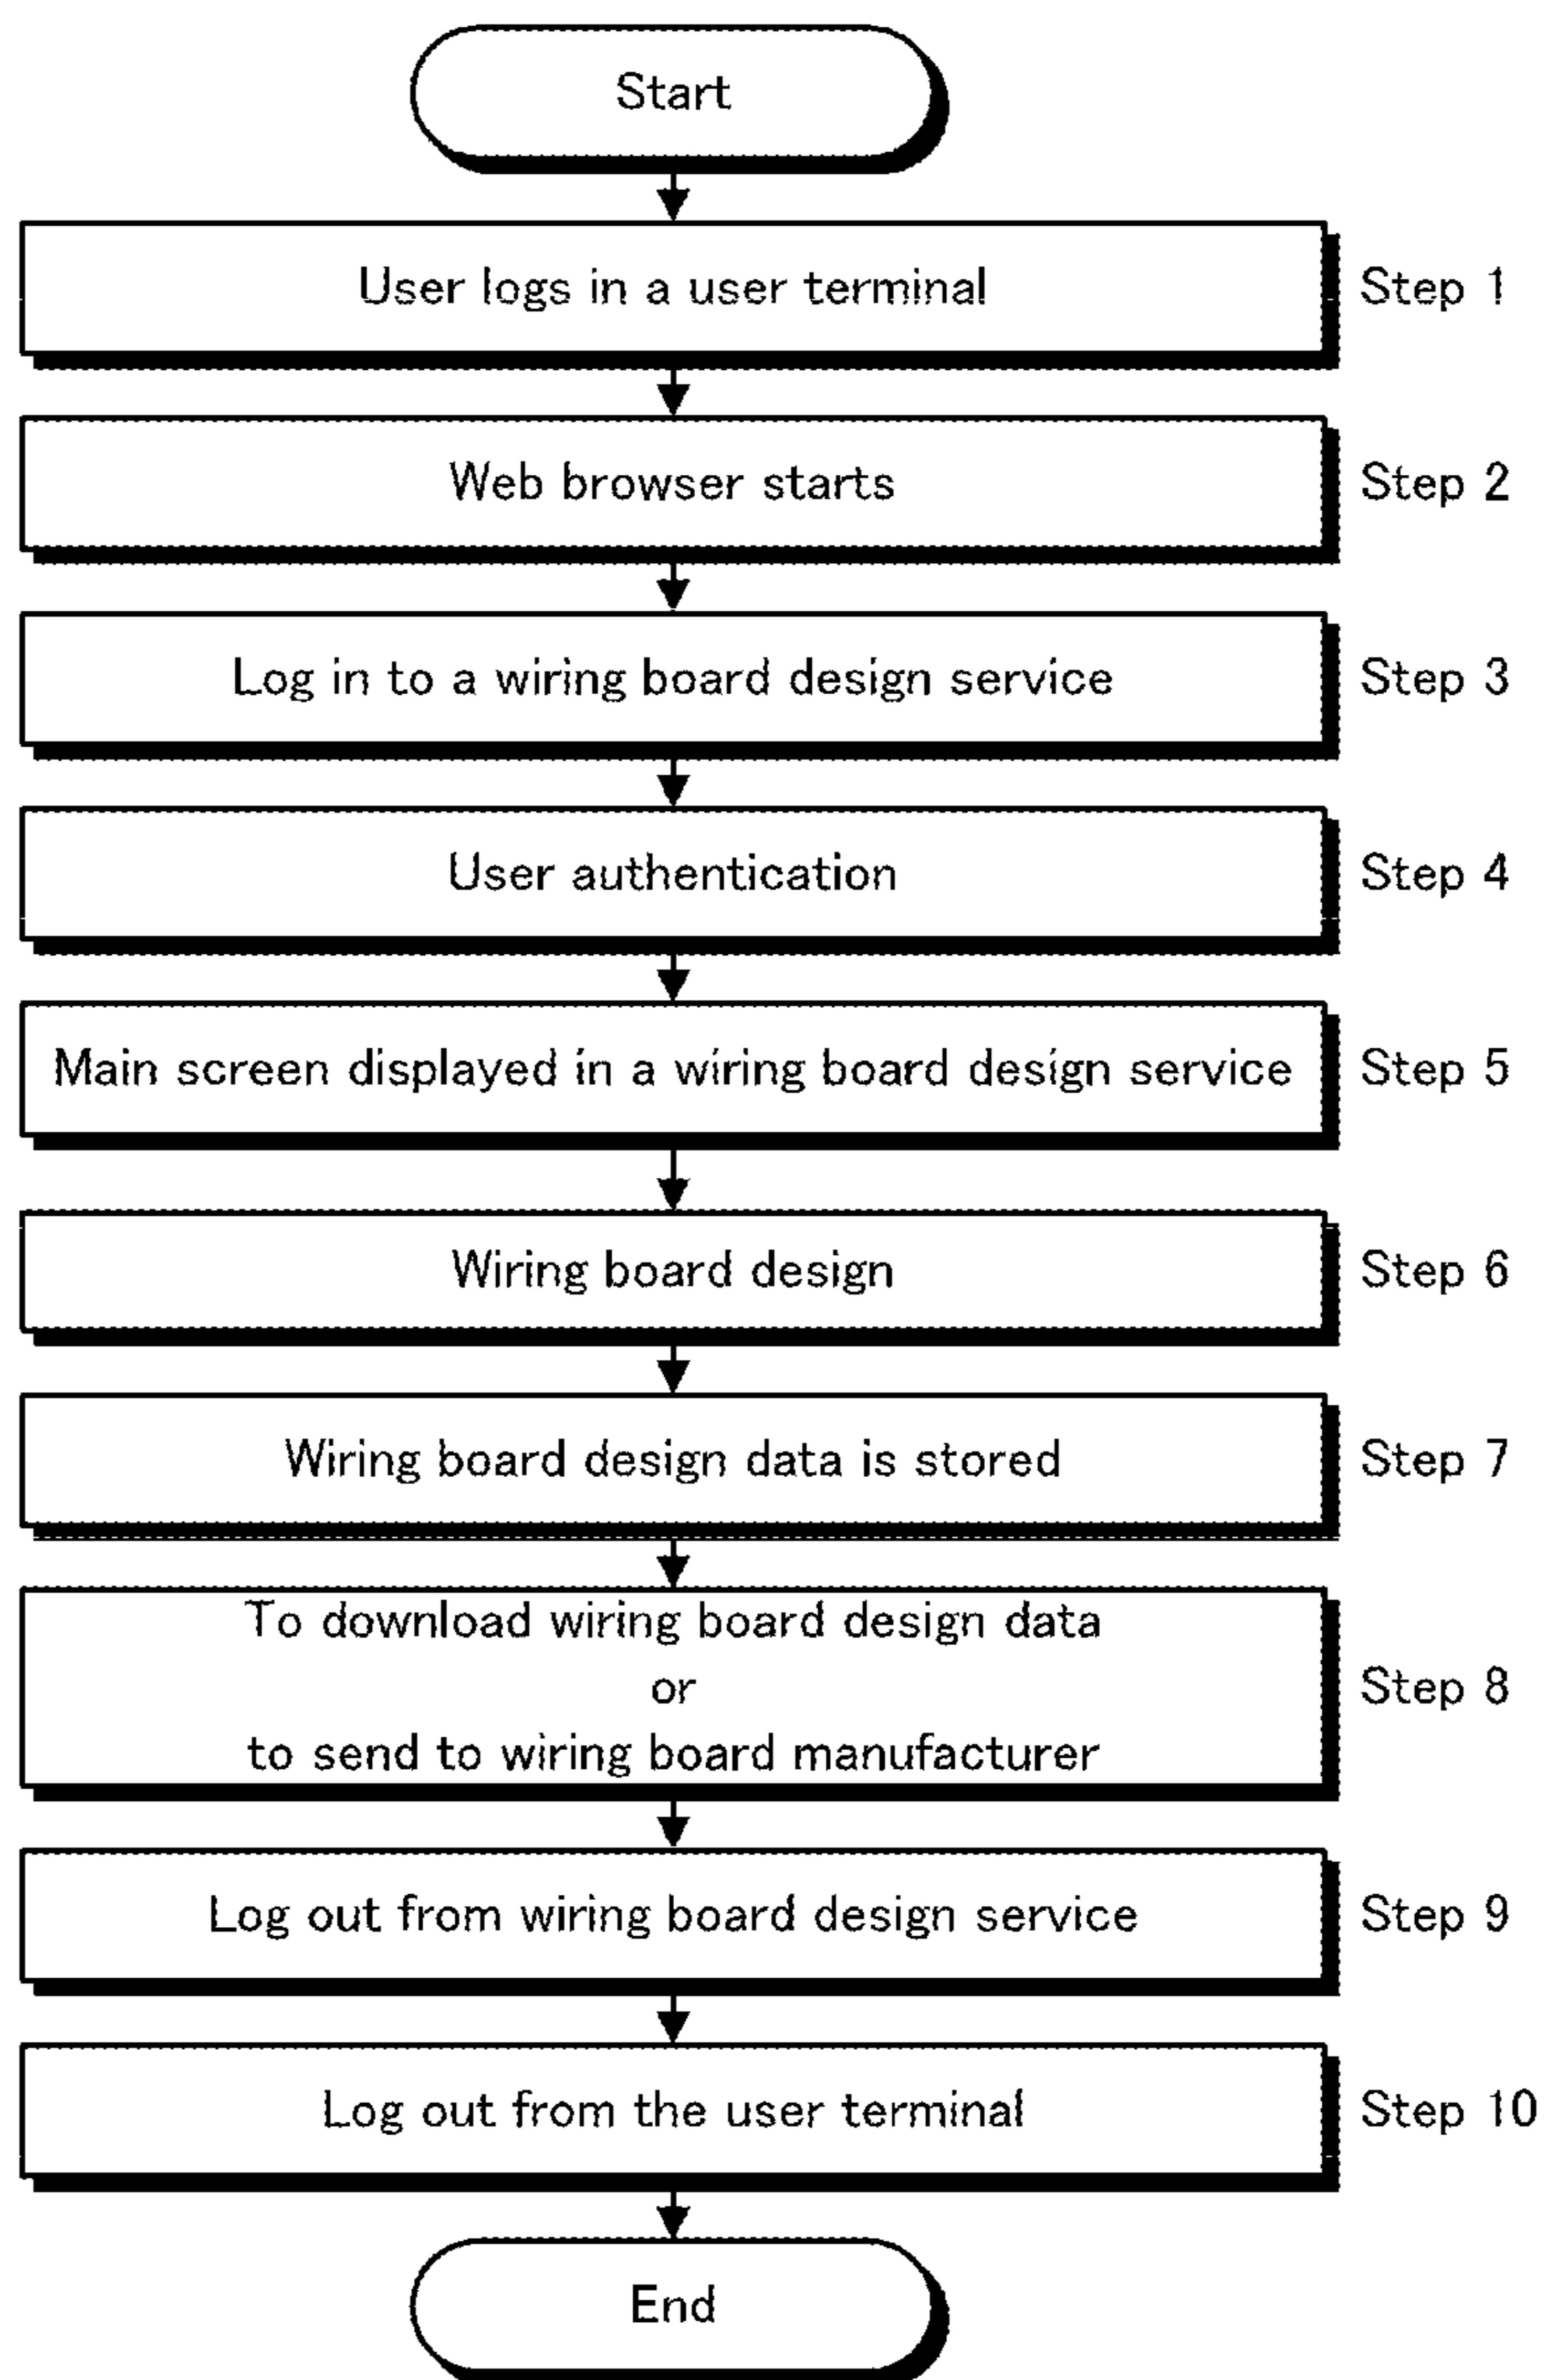 Start
User logs in a user terminal
Step 1
Web browser starts
Step 2
Log in to a wiring board design service
Step 3
User authentication
Step 4
Main screen displayed in a wiring board design service
Step 5
Wiring board design
Step 6
Wiring board design data is stored
Step 7
To download wiring board design data
or
to send to wiring board manufacturer
Step 8
Log out from wiring board design service
Step 9
Log out from the user terminal
Step 10
End